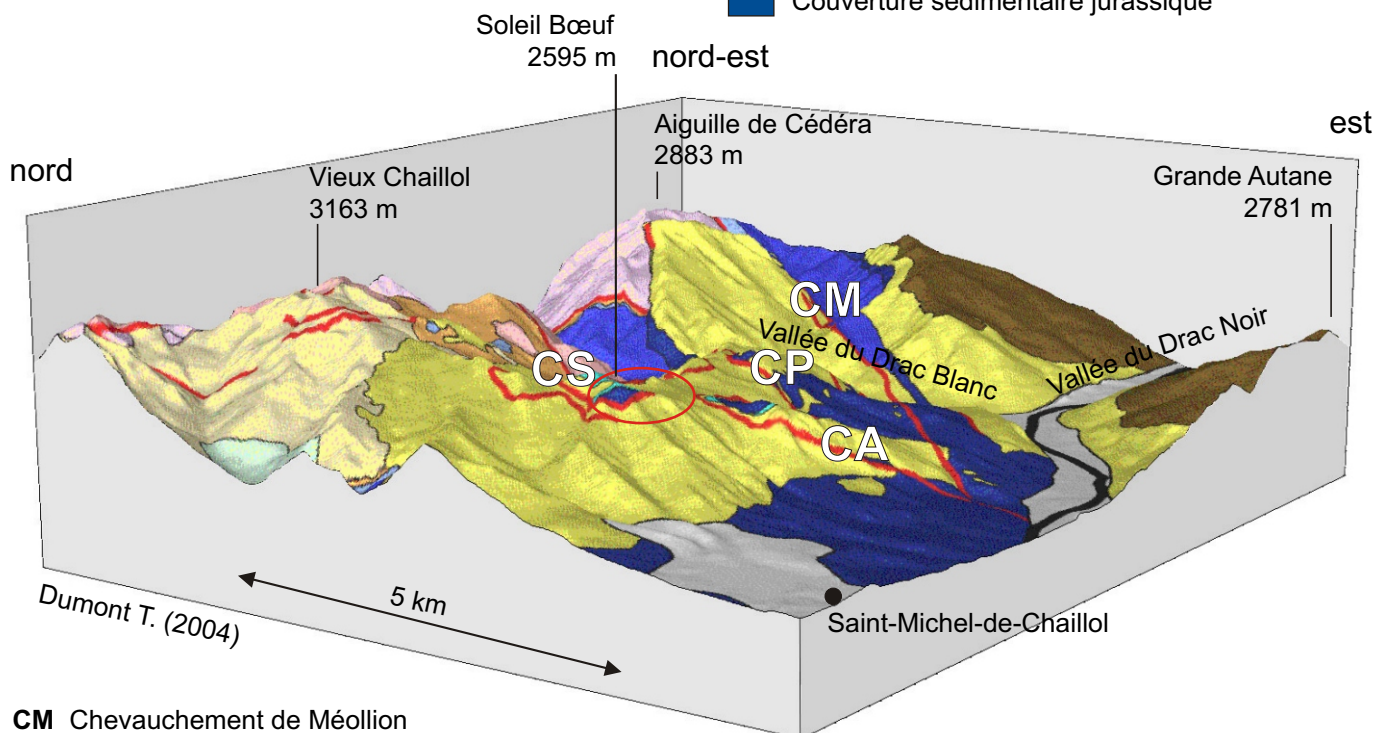 Couverture sédimentaire jurassique
Soleil Bœuf
2595 m
nord-est
Aiguille de Cédéra
2883 m
est
nord
Vieux Chaillol
3163 m
Grande Autane
2781 m
CM
Vallée du Drac Blanc
Vallée du Drac Noir
CS
CP
CA
5 km
Dumont T. (2004)
Saint-Michel-de-Chaillol
CM Chevauchement de Méollion